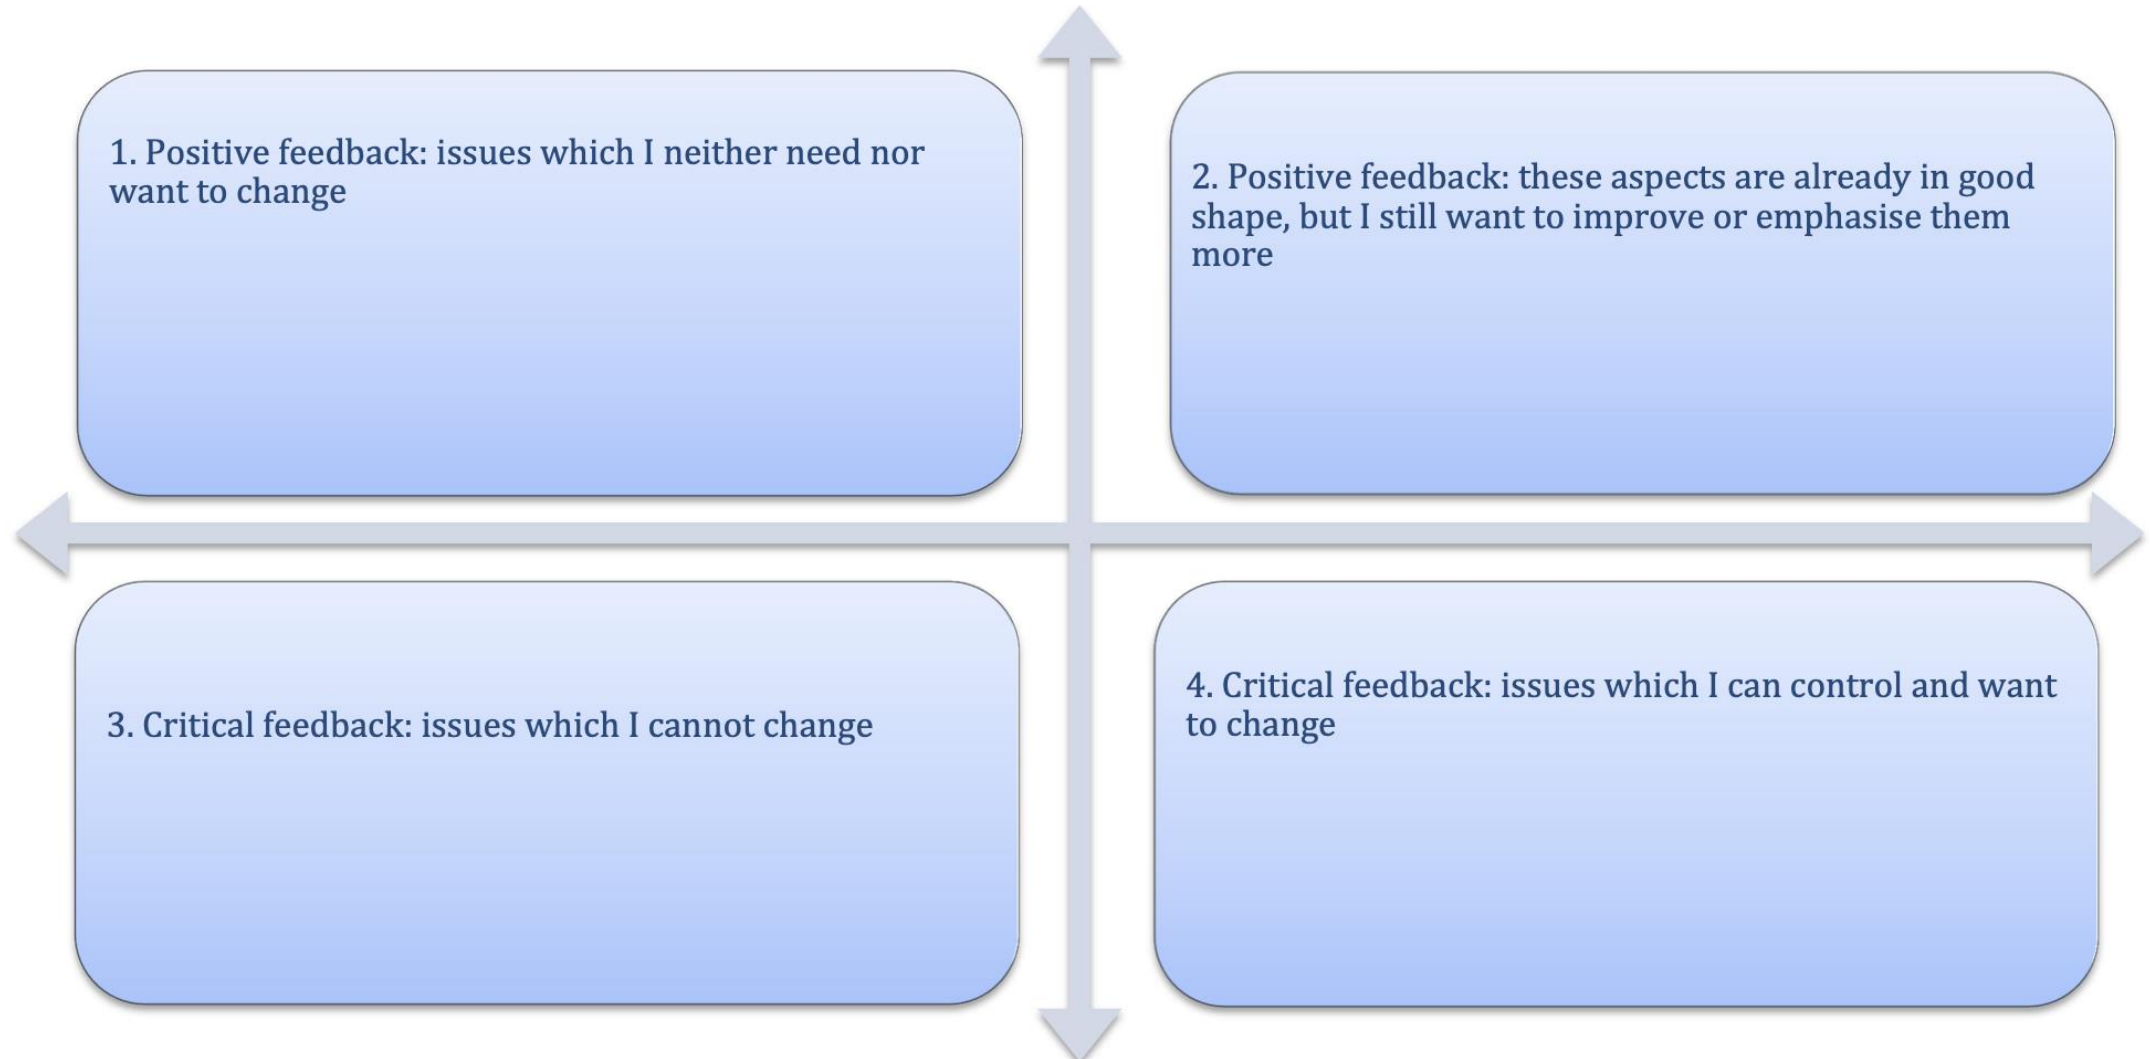 1. Positive feedback: issues which I neither need nor
want to change
2. Positive feedback: these aspects are already in good
shape, but I still want to improve or emphasise them
more
3. Critical feedback: issues which I cannot change
4. Critical feedback: issues which I can control and want
to change